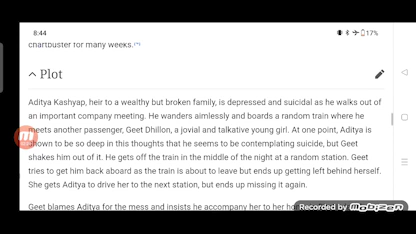 8:44
17%
chartbuster for many weeks.
Plot
Aditya Kashyap, heir to a wealthy but broken family, is depressed and suicidal as he walks out of
an important company meeting. He wanders aimlessly and boards a random train where he
meets another passenger, Geet Dhillon, a jovial and talkative young girl. At one point, Aditya is
shown to be so deep in this thoughts that he seems to be contemplating suicide, but Geet
shakes him out of it. He gets off the train in the middle of the night at a random station. Geet
tries to get him back aboard as the train is about to leave but ends up getting left behind herself.
She gets Aditya to drive her to the next station, but ends up missing it again.
Geet blames Aditya for the mess and insists he accompany her to her
Recorded by Mobizen